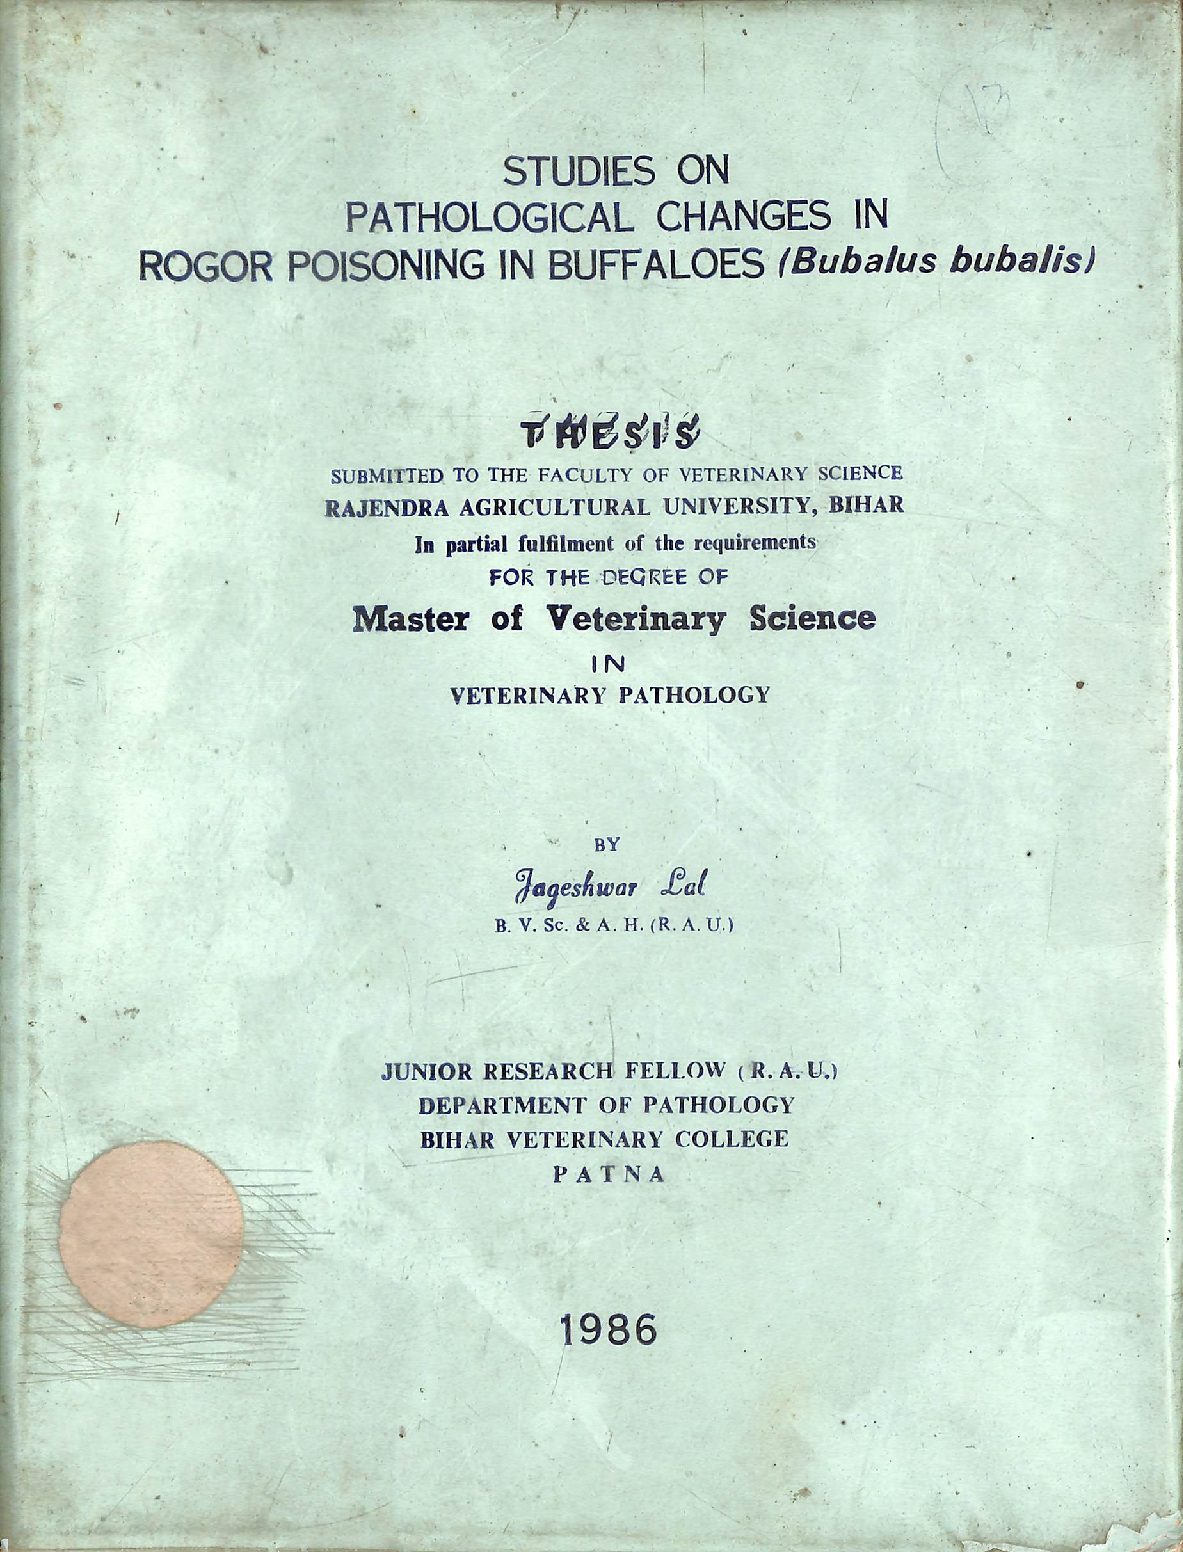 STUDIES ON
PATHOLOGICAL CHANGES IN
ROGOR POISONING IN BUFFALOES (Bubalus bubalis)
THESIS
SUBMITTED TO THE FACULTY OF VETERINARY SCIENCE
RAJENDRA AGRICULTURAL UNIVERSITY, BIHAR
In partial fulfilment of the requirements
FOR THE DEGREE OF
Master of Veterinary Science
IN
VETERINARY PATHOLOGY
BY
Jageshwar Lal
B. V. Sc. & A. H. (R. A. U.)
JUNIOR RESEARCH FELLOW (R. A. U.)
DEPARTMENT OF PATHOLOGY
BIHAR VETERINARY COLLEGE
PATNA
1986